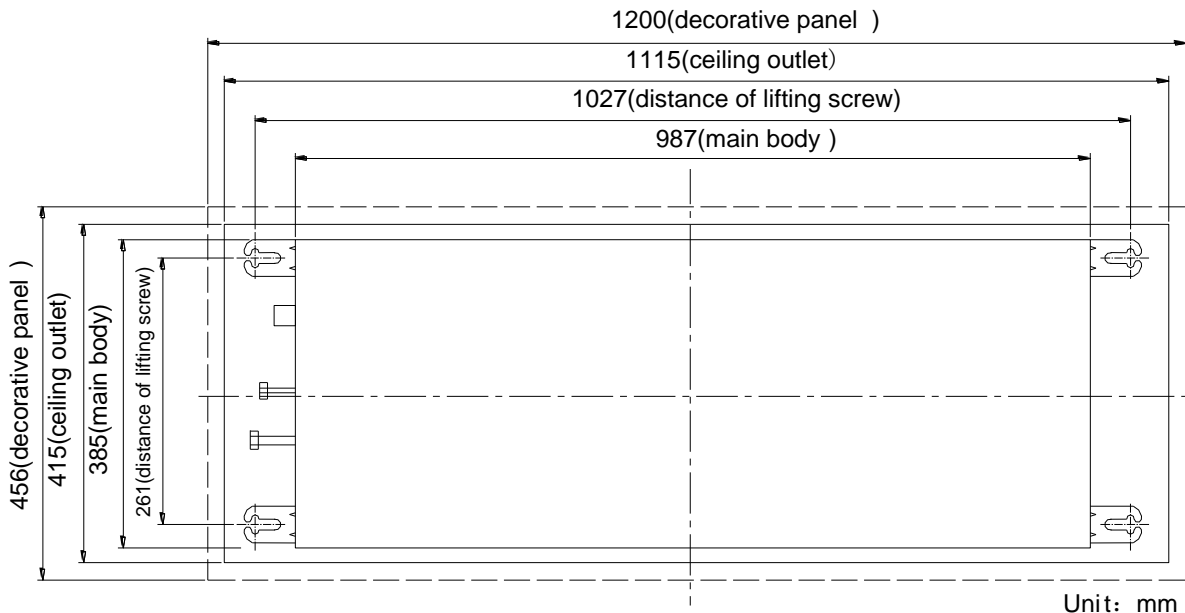 1200(decorative panel )
1115(ceiling outlet）
1027(distance of lifting screw)
987(main body )
456(decorative panel )
415(ceiling outlet)
385(main body)
261(distance of lifting screw)
Unit：mm